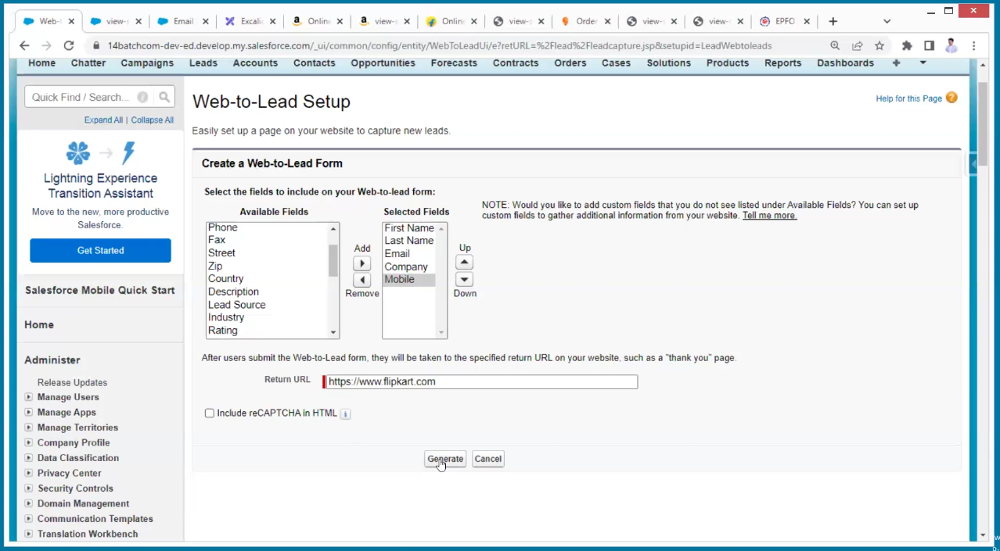 Web-
view-
Email
Excali
Online
view-s
Online
view-s
Order
view-s
view-s
EPFO
14batchcom-dev-ed.develop.my.salesforce.com/_ui/common/config/entity/WebToLeadUi/e?retURL=%2Flead%2Fleadcapture.jsp&setupid=LeadWebtoleads
Home Chatter Campaigns Leads Accounts Contacts Opportunities Forecasts Contracts Orders Cases Solutions Products Reports Dashboards +
Quick Find / Search...
Expand All | Collapse All
Lightning Experience
Transition Assistant
Move to the new, more productive
Salesforce.
Get Started
Salesforce Mobile Quick Start
Home
Administer
Release Updates
Manage Users
Manage Apps
Manage Territories
Company Profile
Data Classification
Privacy Center
Security Controls
Domain Management
Communication Templates
Translation Workbench
Web-to-Lead Setup
Help for this Page ?
Easily set up a page on your website to capture new leads.
Create a Web-to-Lead Form
Select the fields to include on your Web-to-lead form:
Available Fields
Phone
Fax
Street
Zip
Country
Description
Lead Source
Industry
Rating
Add
Remove
Selected Fields
First Name
Last Name
Email
Company
Mobile
Up
Down
NOTE: Would you like to add custom fields that you do not see listed under Available Fields? You can set up
custom fields to gather additional information from your website. Tell me more.
After users submit the Web-to-Lead form, they will be taken to the specified return URL on your website, such as a "thank you" page.
Return URL
https://www.flipkart.com
Include reCAPTCHA in HTML i
Generate
Cancel